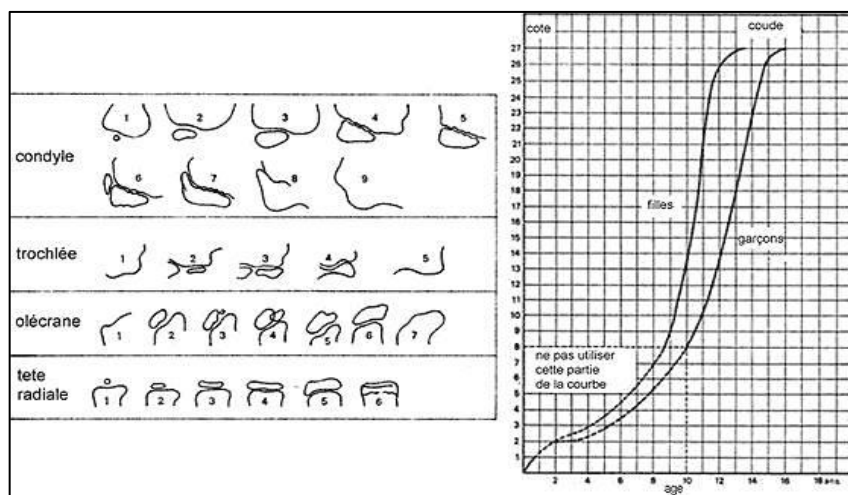 condyle
1 2 3 4 5
6 7 8 9
trochlée
1 2 3 4 5
olécrane
1 2 3 4 5 6 7
tete
radiale
1 2 3 4 5 6
cote
coude
27
26
25
24
23
22
21
20
19
18
17
16
15
14
13
12
11
10
9
8
7
6
5
4
3
2
1
filles
garçons
ne pas utiliser
cette partie
de la courbe
2 4 6 8 10 12 14 16 18 ans.
age